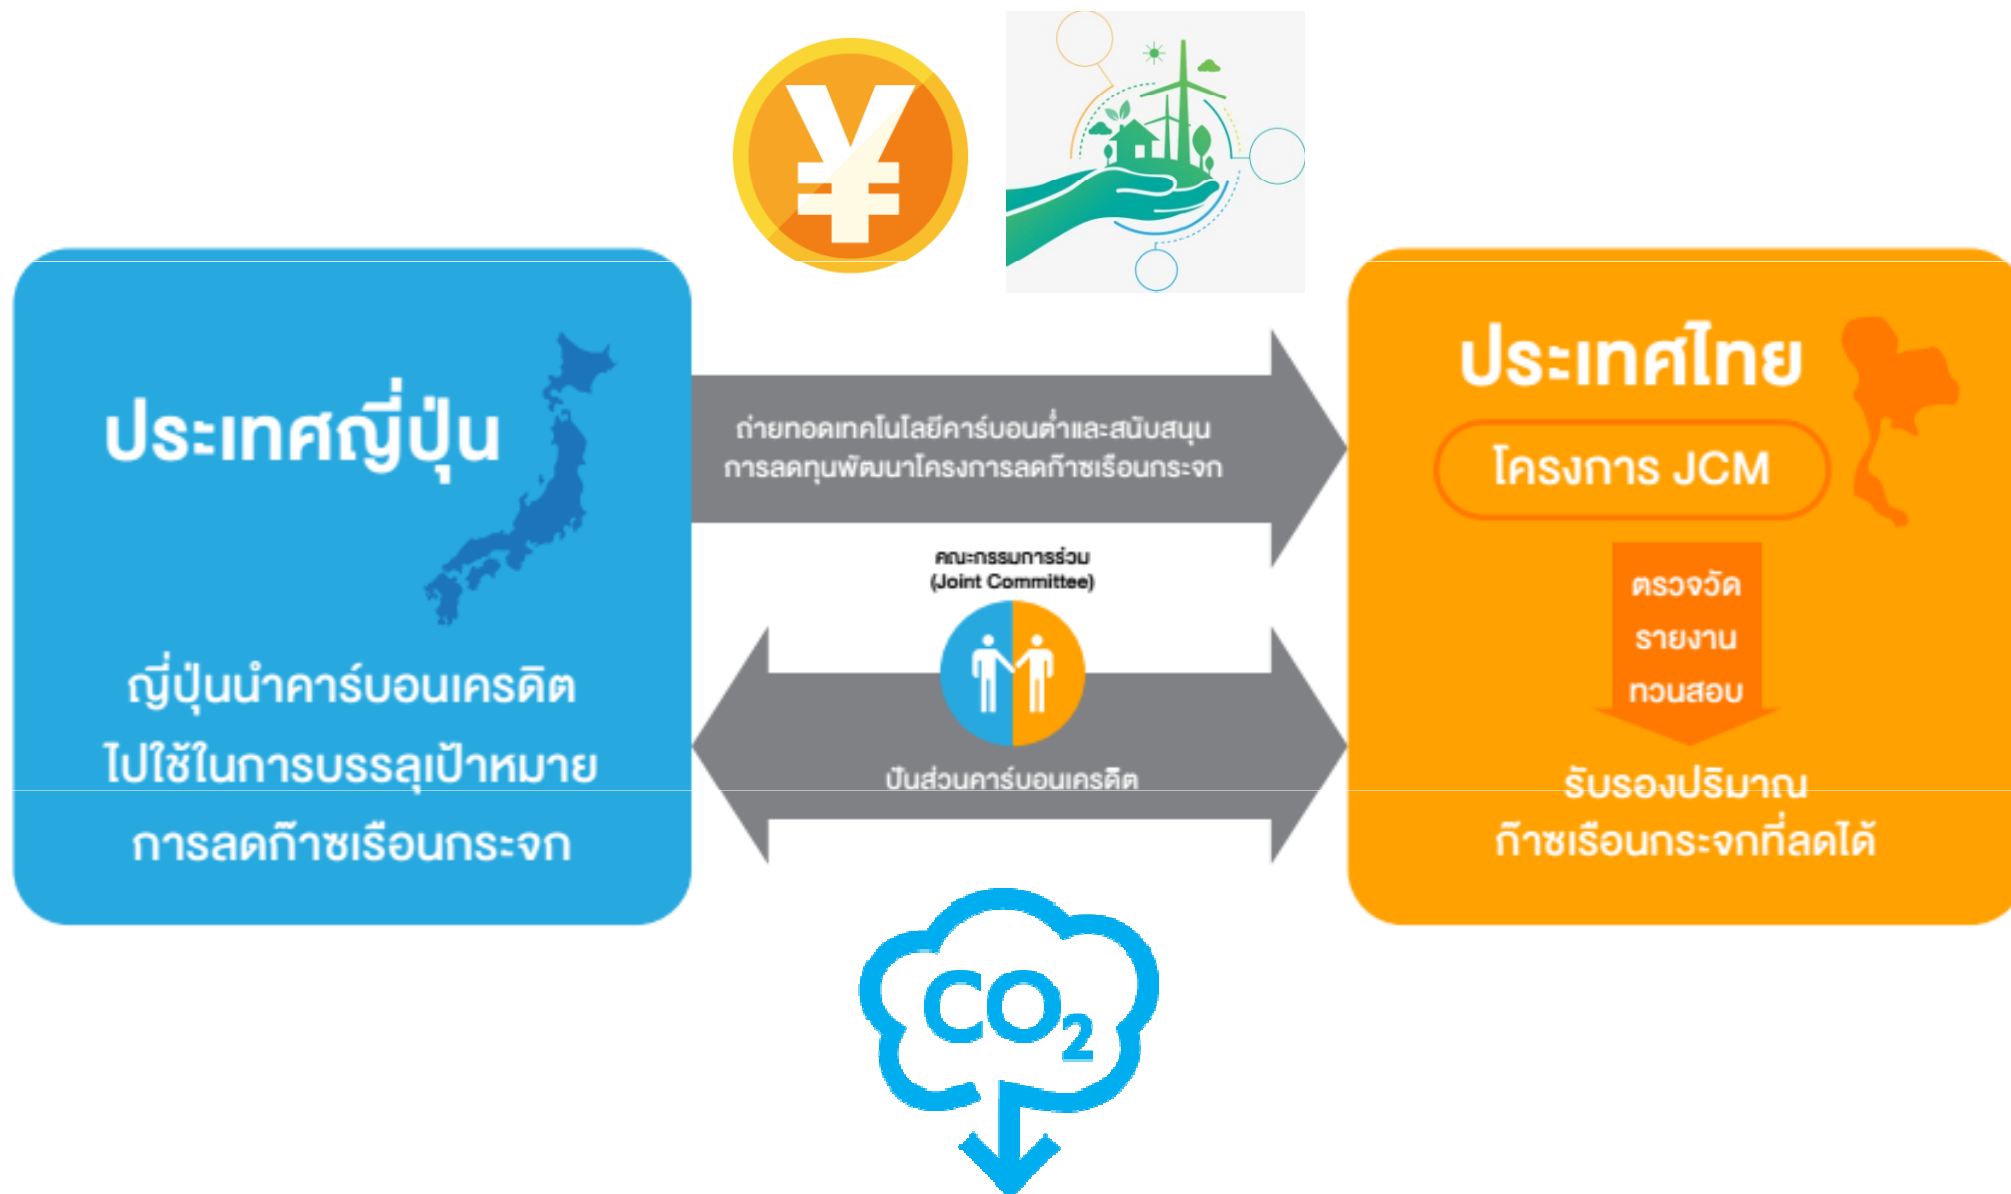 ¥
ประเทศญี่ปุ่น
ญี่ปุ่นนำคาร์บอนเครดิต
ไปใช้ในการบรรลุเป้าหมาย
การลดก๊าซเรือนกระจก
ถ่ายทอดเทคโนโลยีคาร์บอนต่ำและสนับสนุน
การลดทุนพัฒนาโครงการลดก๊าซเรือนกระจก
คณะกรรมการร่วม
(Joint Committee)
ปันส่วนคาร์บอนเครดิต
ประเทศไทย
โครงการ JCM
ตรวจวัด
รายงาน
ทวนสอบ
รับรองปริมาณ
ก๊าซเรือนกระจกที่ลดได้
CO₂